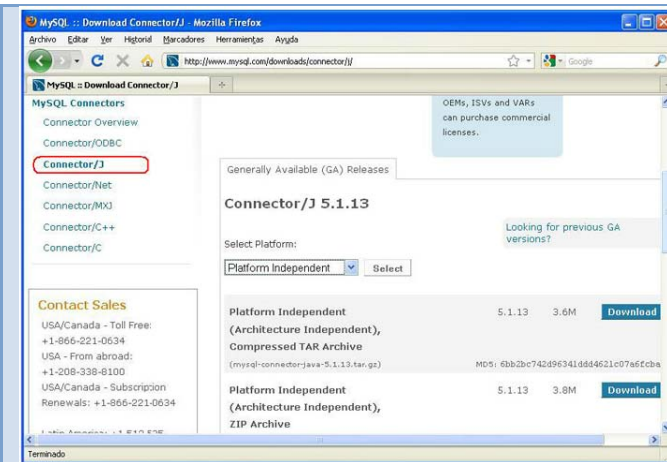 MySQL :: Download Connector/J - Mozilla Firefox
Archivo Editar Ver Historial Marcadores Herramientas Ayuda
http://www.mysql.com/downloads/connector/j/
Google
MySQL :: Download Connector/J
MySQL Connectors
Connector Overview
Connector/ODBC
Connector/J
Connector/Net
Connector/MXJ
Connector/C++
Connector/C
Contact Sales
USA/Canada - Toll Free:
+1-866-221-0634
USA - From abroad:
+1-208-338-8100
USA/Canada - Subscription
Renewals: +1-866-221-0634
OEMs, ISVs and VARs
can purchase commercial
licenses.
Generally Available (GA) Releases
Connector/J 5.1.13
Looking for previous GA
versions?
Select Platform:
Platform Independent Select
Platform Independent 5.1.13 3.6M Download
(Architecture Independent),
Compressed TAR Archive
(mysql-connector-java-5.1.13.tar.gz) MD5:
Platform Independent 5.1.13 3.8M Download
(Architecture Independent),
ZIP Archive
Terminado